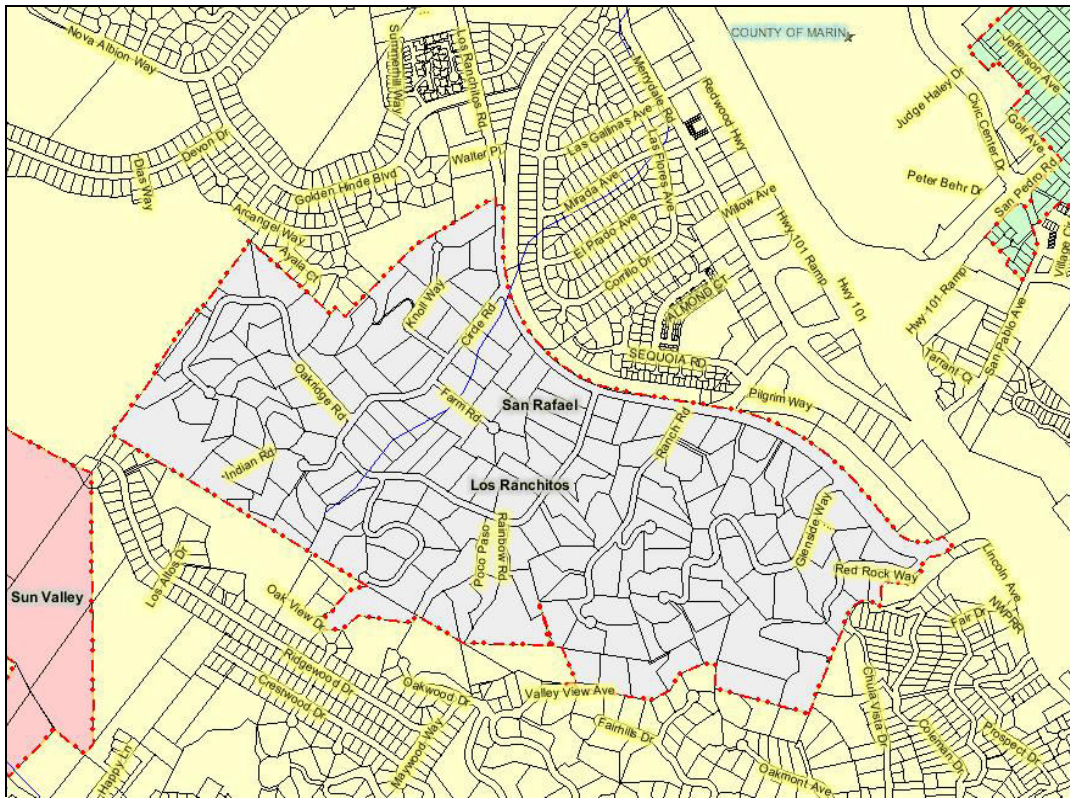 COUNTY OF MARIN
Nova Albion Way
Summerhill Way
Los Ranchitos Rd
Merrydale Rd
Redwood Hwy
Judge Haley Dr
Jefferson Ave
Civic Center Dr
Golf Ave
Las Gallinas Ave
Las Flores Ave
Devon Dr
Dias Way
Walter Pl
Golden Hinde Blvd
Mirada Ave
Willow Ave
Peter Behr Dr
San Pedro Rd
Arcangel Way
Ayala Ct
El Prado Ave
Corrillo Dr
Hwy 101 Ramp
Hwy 101
Hwy 101 Ramp
Village
Knoll Way
Circle Rd
ALMOND CT
SEQUOIA RD
San Pablo Ave
Tarrant Ct
Oakridge Rd
Farm Rd
San Rafael
Pilgrim Way
Ranch Rd
Indian Rd
Los Ranchitos
Glenside Way
...
Poco Paso
Rainbow Rd
Red Rock Way
Lincoln Ave
Los Altos Dr
Sun Valley
Oak View Dr
Fair Dr
NWPRR
Ridgewood Dr
Crestwood Dr
Oakwood Dr
Valley View Ave
Maywood Way
Fairhills Dr
Chula Vista Dr
Coleman Dr
Prospect Dr
Happy Ln
Oakmont Ave